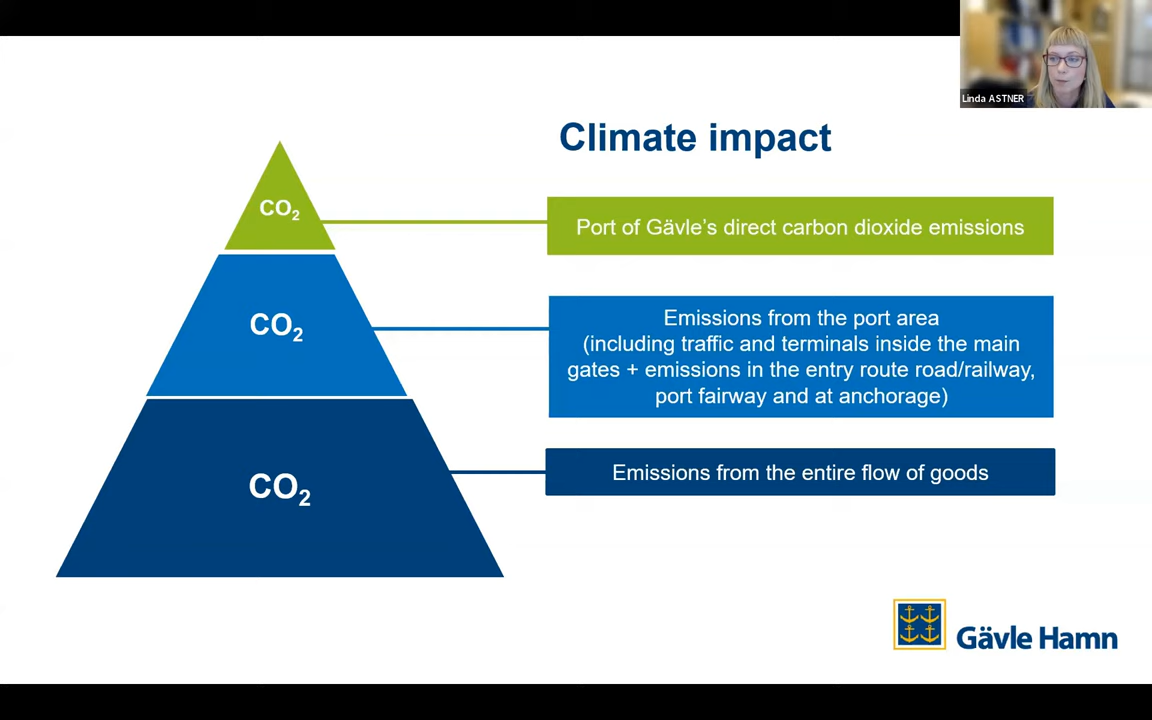 Linda ASTNER
Climate impact
CO₂
Port of Gävle’s direct carbon dioxide emissions
CO₂
Emissions from the port area
(including traffic and terminals inside the main
gates + emissions in the entry route road/railway,
port fairway and at anchorage)
CO₂
Emissions from the entire flow of goods
Gävle Hamn